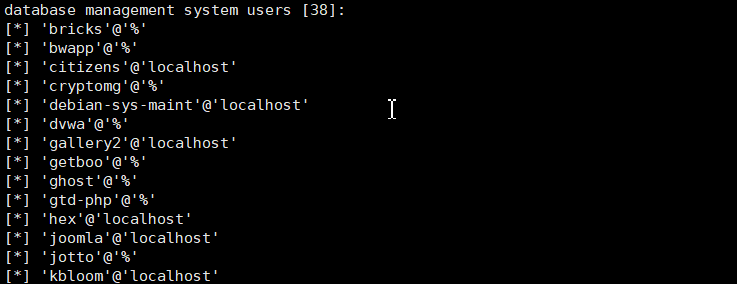 database management system users [38]:
[*] 'bricks'@'%'
[*] 'bwapp'@'%'
[*] 'citizens'@'localhost'
[*] 'cryptomg'@'%'
[*] 'debian-sys-maint'@'localhost'
[*] 'dvwa'@'%'
[*] 'gallery2'@'localhost'
[*] 'getboo'@'%'
[*] 'ghost'@'%'
[*] 'gtd-php'@'%'
[*] 'hex'@'localhost'
[*] 'joomla'@'localhost'
[*] 'jotto'@'%'
[*] 'kbloom'@'localhost'